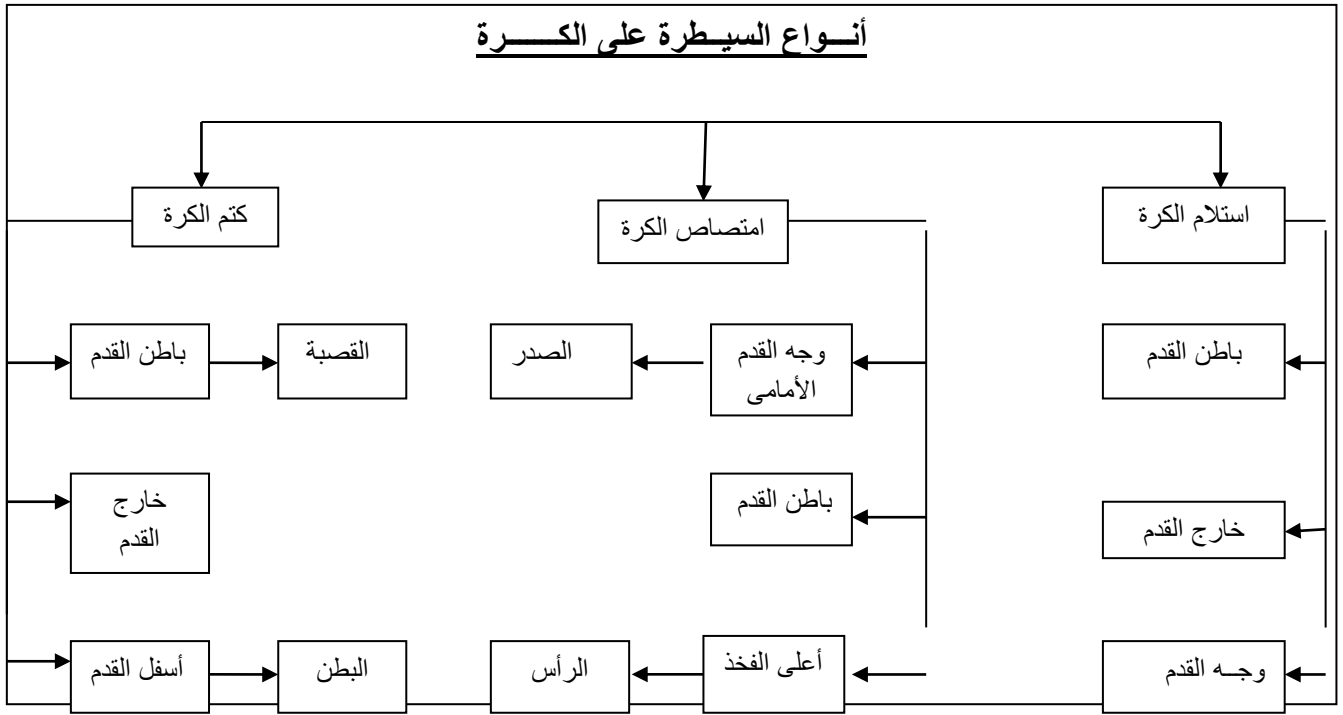 أنــواع السيــطرة على الكــــــرة
استلام الكرة
امتصاص الكرة
كتم الكرة
باطن القدم
وجه القدم
الأمامى
الصدر
القصبة
باطن القدم
خارج القدم
باطن القدم
خارج
القدم
وجــه القدم
أعلى الفخذ
الرأس
البطن
أسفل القدم